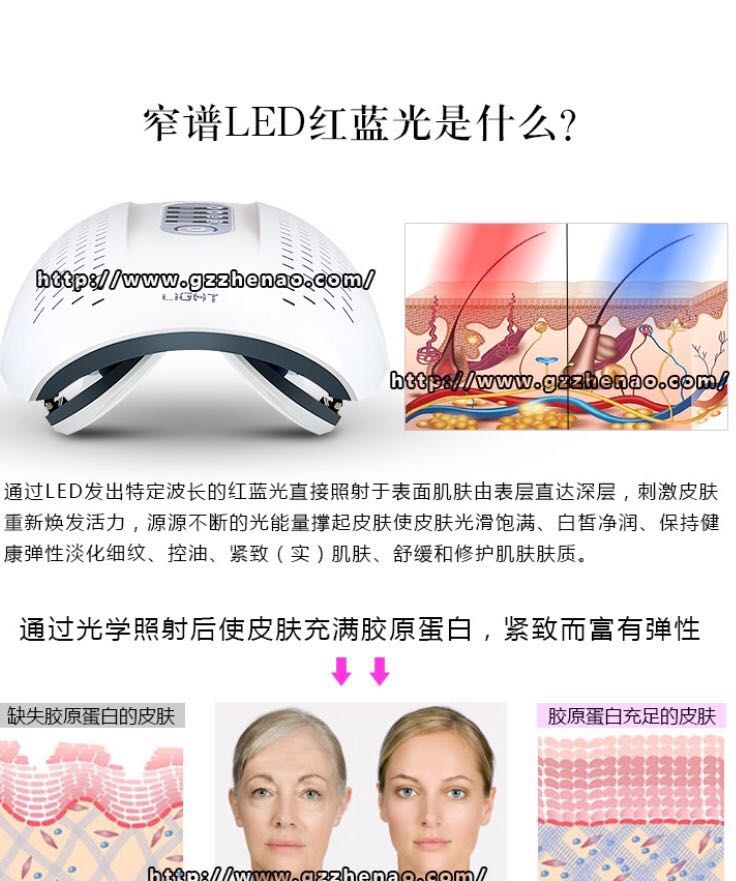 窄谱LED红蓝光是什么?
http://www.gzzhenao.com/
LIGHT
http://www.gzzhenao.com/
通过LED发出特定波长的红蓝光直接照射于表面肌肤由表层直达深层，刺激皮肤
重新焕发活力，源源不断的光能量撑起皮肤使皮肤光滑饱满、白皙净润、保持健
康弹性淡化细纹、控油、紧致（实）肌肤、舒缓和修护肌肤肤质。
通过光学照射后使皮肤充满胶原蛋白，紧致而富有弹性
缺失胶原蛋白的皮肤
胶原蛋白充足的皮肤
http://www.gzzhenao.com/